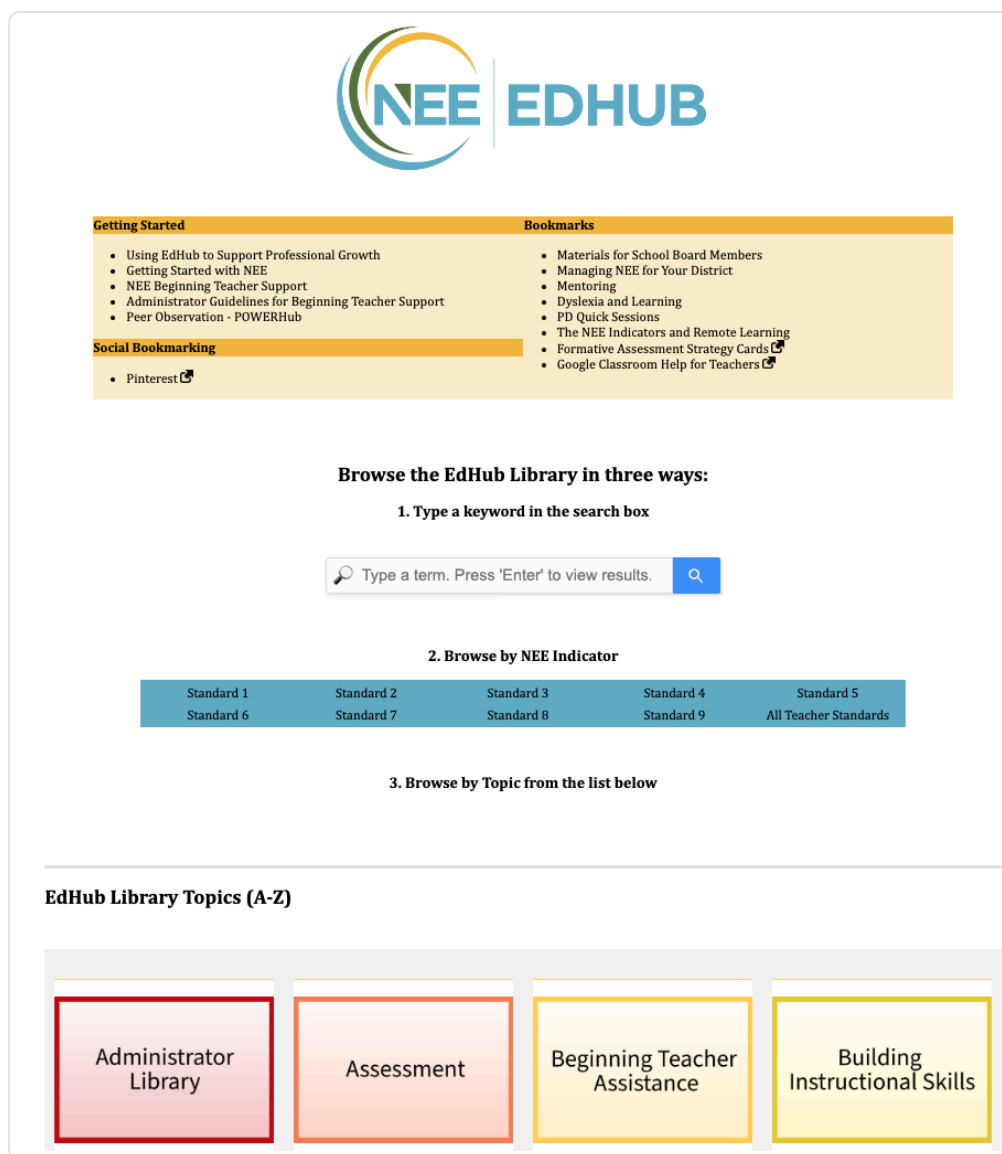 NEE EDHUB
Getting Started
Using EdHub to Support Professional Growth
Getting Started with NEE
NEE Beginning Teacher Support
Administrator Guidelines for Beginning Teacher Support
Peer Observation - POWERHub
Social Bookmarking
Pinterest
Bookmarks
Materials for School Board Members
Managing NEE for Your District
Mentoring
Dyslexia and Learning
PD Quick Sessions
The NEE Indicators and Remote Learning
Formative Assessment Strategy Cards
Google Classroom Help for Teachers
Browse the EdHub Library in three ways:
1. Type a keyword in the search box
Type a term. Press 'Enter' to view results.
2. Browse by NEE Indicator
Standard 1 Standard 2 Standard 3 Standard 4 Standard 5
Standard 6 Standard 7 Standard 8 Standard 9 All Teacher Standards
3. Browse by Topic from the list below
EdHub Library Topics (A-Z)
Administrator
Library
Assessment
Beginning Teacher
Assistance
Building
Instructional Skills